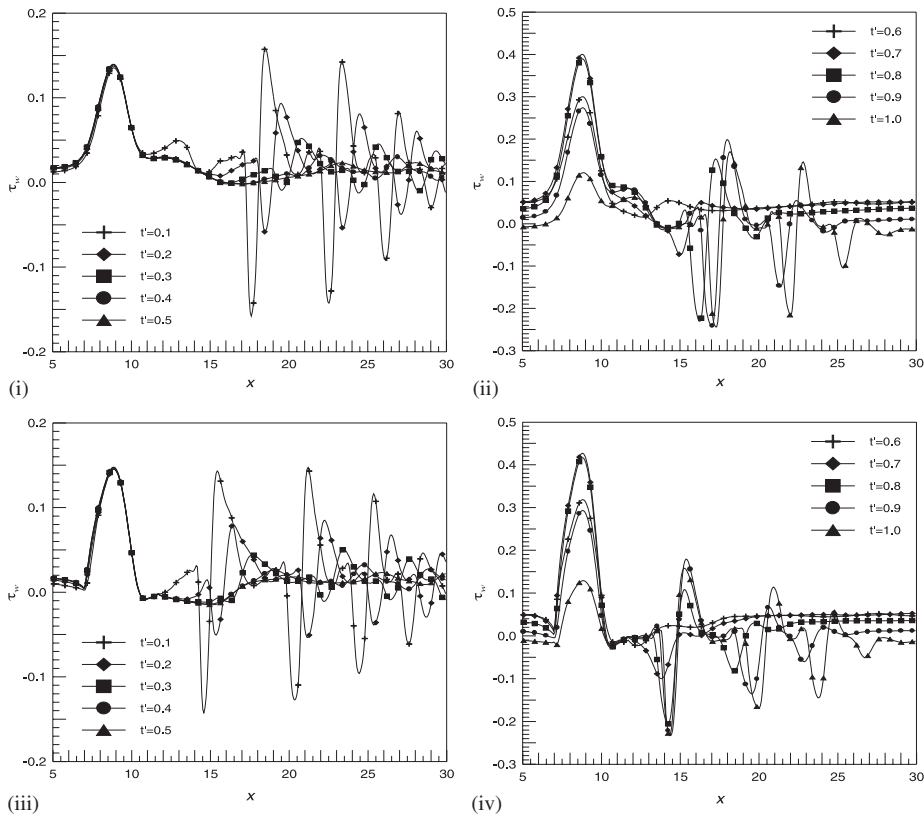 0.2
0.1
0.0
-0.1
-0.2
τw
5 10 15 20 25 30
x
t'=0.1
t'=0.2
t'=0.3
t'=0.4
t'=0.5
(i)
0.5
0.4
0.3
0.2
0.1
0.0
-0.1
-0.2
-0.3
τw
5 10 15 20 25 30
x
t'=0.6
t'=0.7
t'=0.8
t'=0.9
t'=1.0
(ii)
0.2
0.1
0.0
-0.1
-0.2
τw
5 10 15 20 25 30
x
t'=0.1
t'=0.2
t'=0.3
t'=0.4
t'=0.5
(iii)
0.5
0.4
0.3
0.2
0.1
0.0
-0.1
-0.2
-0.3
τw
5 10 15 20 25 30
x
t'=0.6
t'=0.7
t'=0.8
t'=0.9
t'=1.0
(iv)